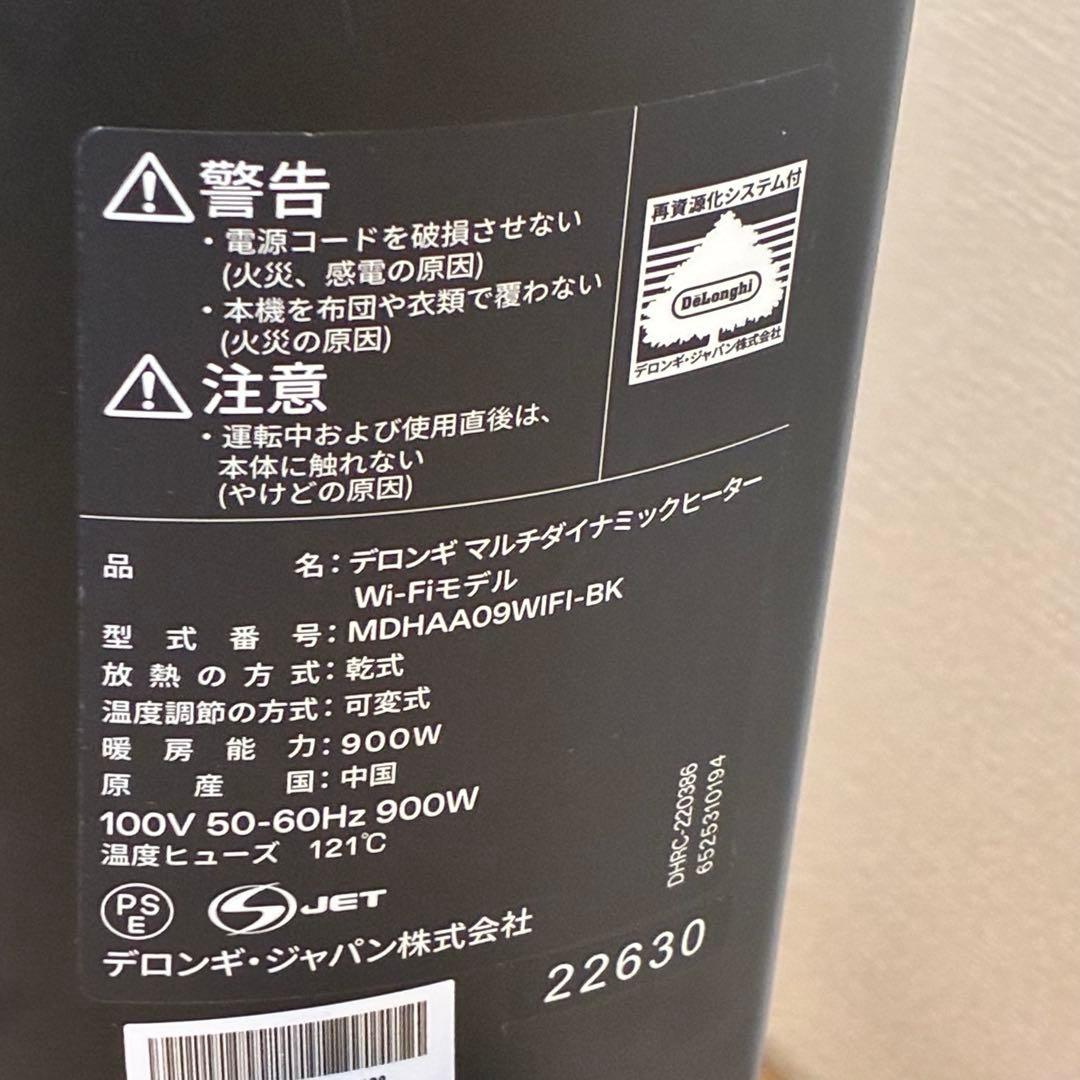 警告
・電源コードを破損させない
(火災、感電の原因)
・本機を布団や衣類で覆わない
(火災の原因)
注意
・運転中および使用直後は、
本体に触れない
(やけどの原因)
再資源化システム付
DeLonghi
デロンギ・ジャパン株式会社
品名:デロンギ マルチダイナミックヒーター
Wi-Fiモデル
型式番号:MDHAA09WIFI-BK
放熱の方式:乾式
温度調節の方式:可変式
暖房能力:900W
原産国:中国
100V 50-60Hz 900W
温度ヒューズ 121℃
DHRC-220386
6525310194
PSE
JET
デロンギ・ジャパン株式会社
22630